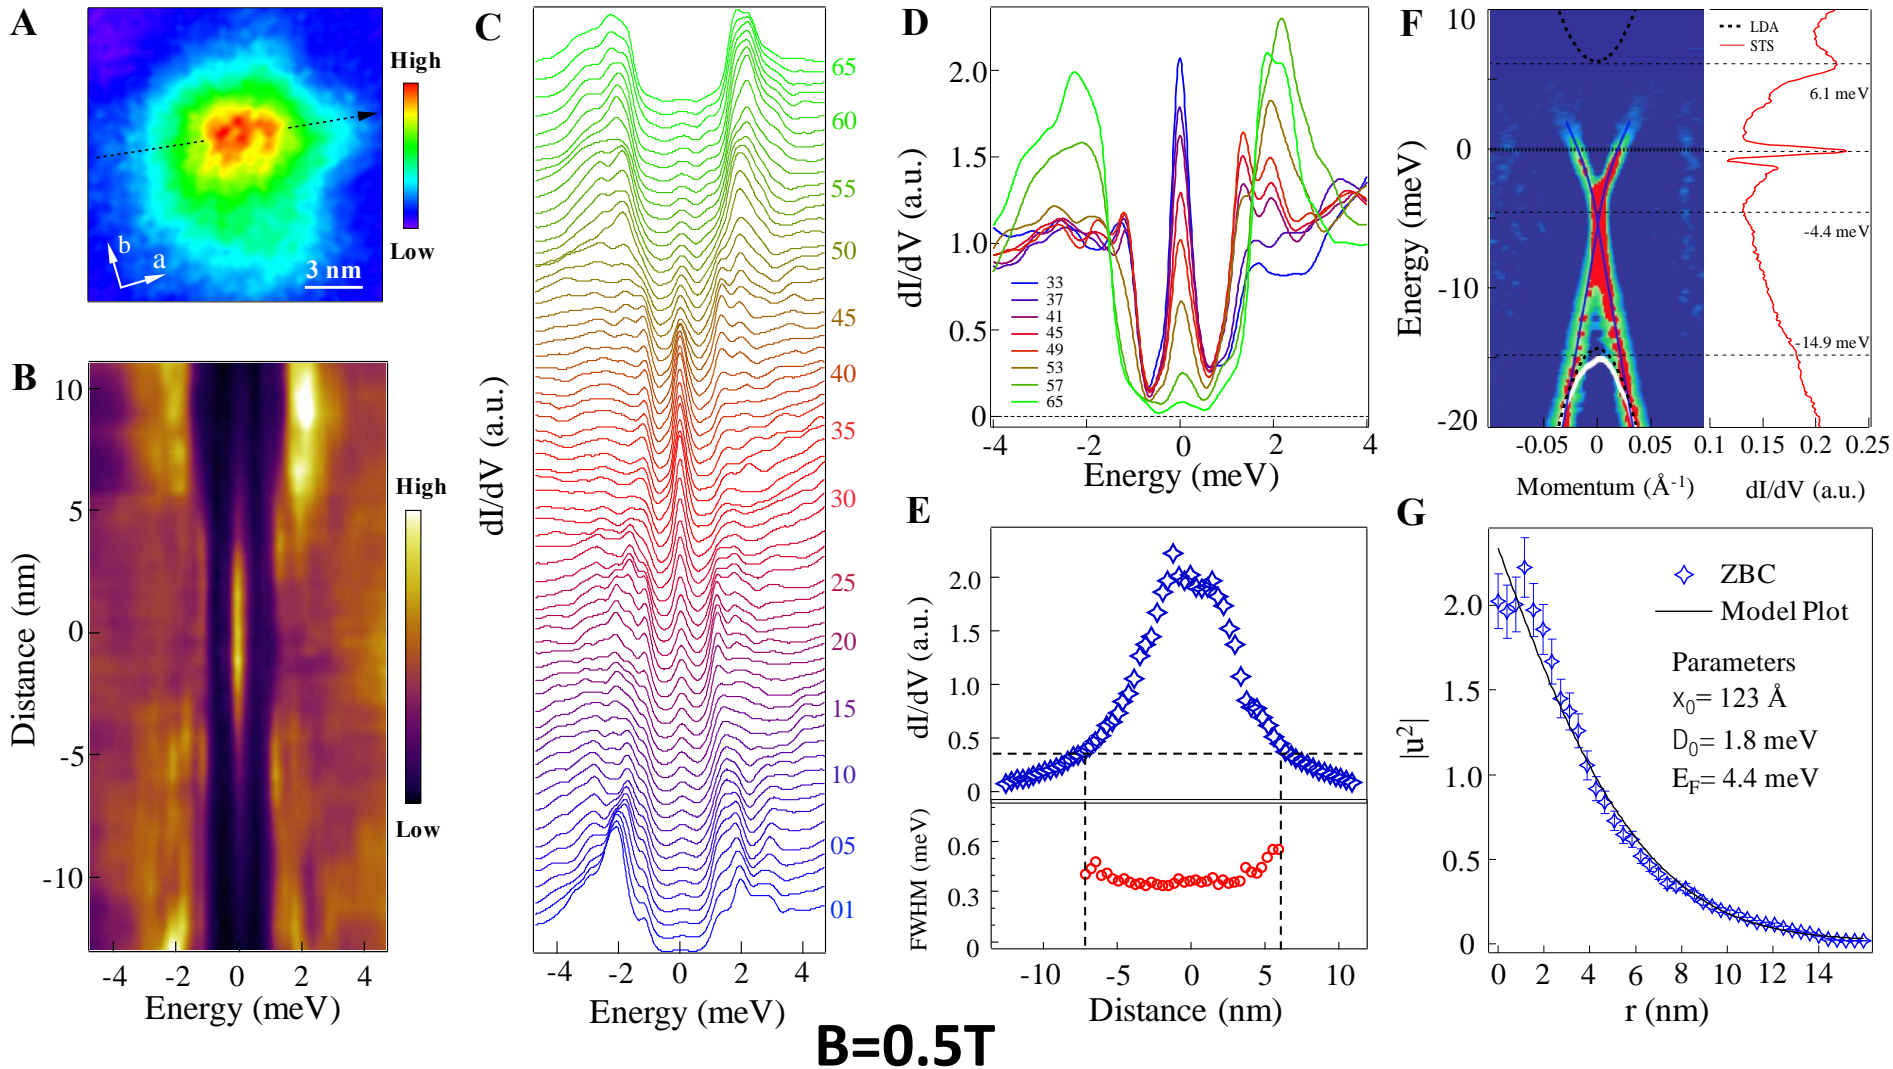 A
High
Low
b
a
3 nm
B
10
5
0
-5
-10
Distance (nm)
-4
-2
0
2
4
Energy (meV)
High
Low
C
65
60
55
50
45
40
35
30
25
20
15
10
05
01
dI/dV (a.u.)
-4
-2
0
2
4
Energy (meV)
D
2.0
1.5
1.0
0.5
0
dI/dV (a.u.)
33
37
41
45
49
53
57
65
-4
-2
0
2
4
Energy (meV)
E
2.0
1.5
1.0
0.5
0
dI/dV (a.u.)
0.6
0.3
0
FWHM (meV)
-10
-5
0
5
10
Distance (nm)
F
10
0
-10
-20
Energy (meV)
LDA
STS
6.1 meV
-4.4 meV
-14.9 meV
-0.05
0
0.05
0.1
0.15
0.25
Momentum (Å-1)
dI/dV (a.u.)
G
2.0
1.5
1.0
0.5
0
|u²|
ZBC
Model Plot
Parameters
x0= 123 Å
D0= 1.8 meV
EF= 4.4 meV
0
2
4
6
8
10
12
14
r (nm)
B=0.5T